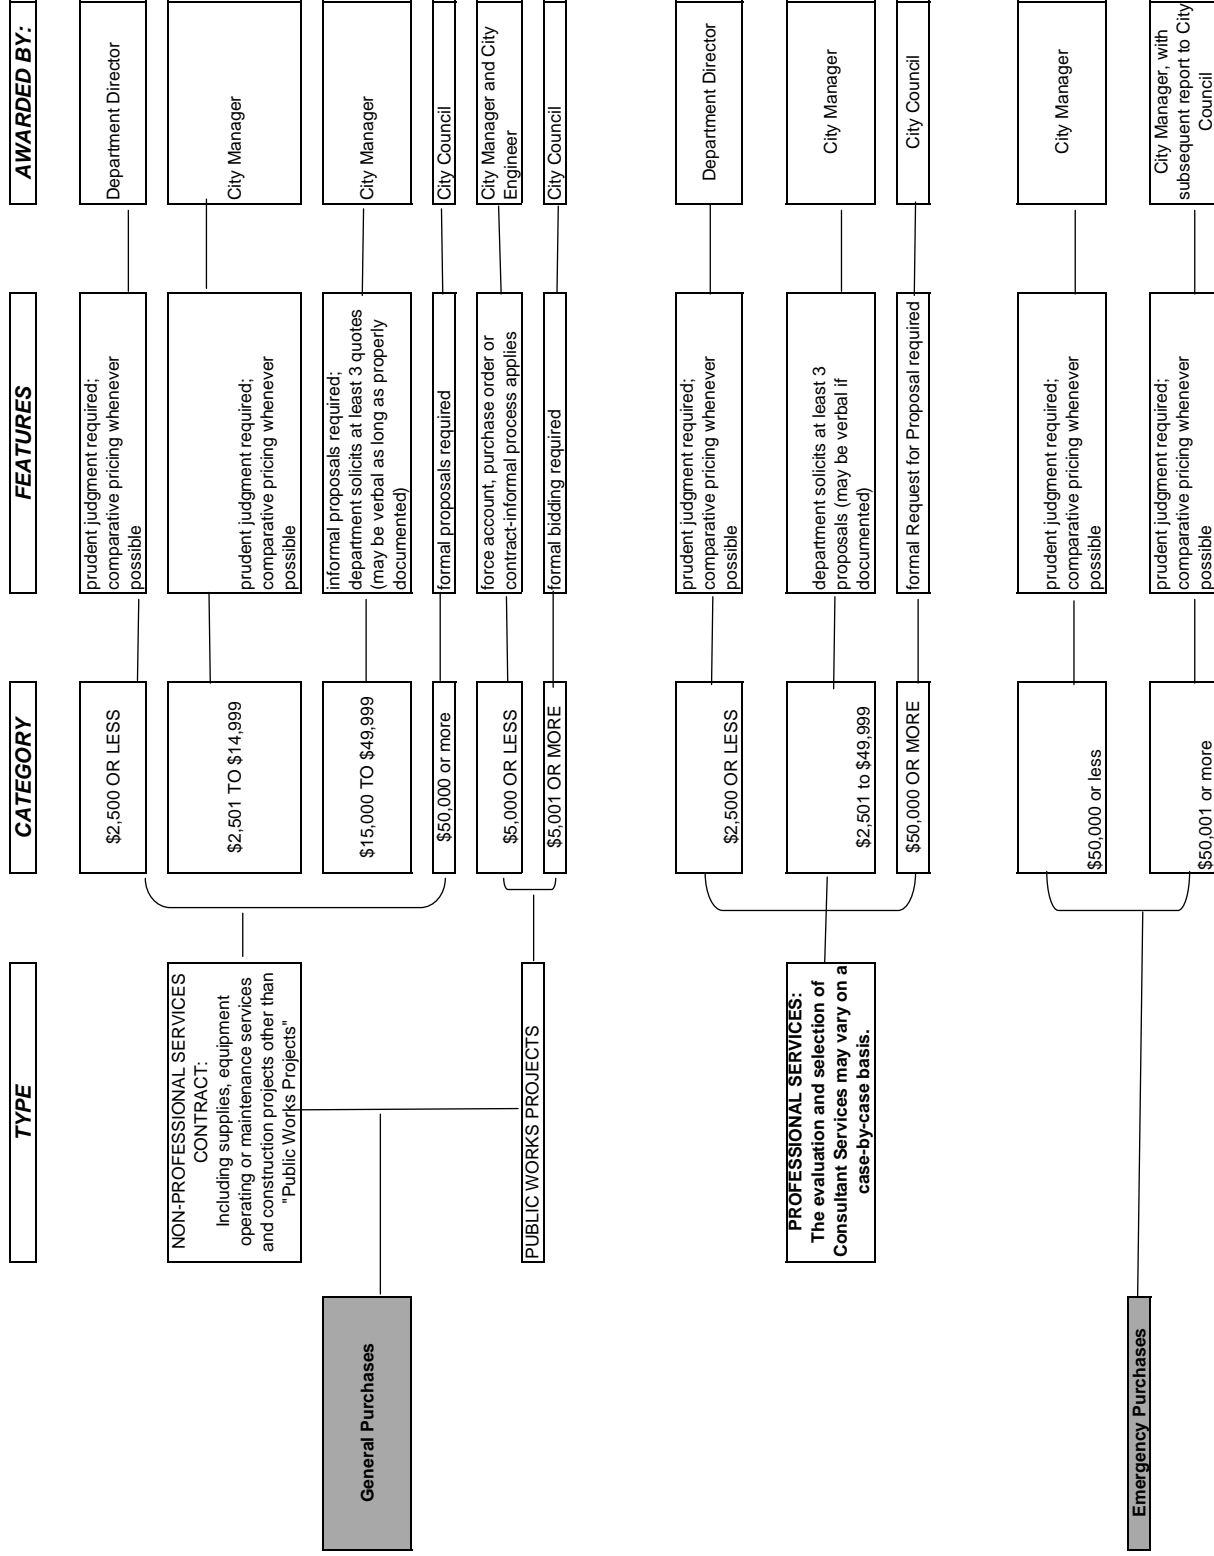 TYPE
CATEGORY
FEATURES
AWARDED BY:
General Purchases
NON-PROFESSIONAL SERVICES
CONTRACT:
Including supplies, equipment
operating or maintenance services
and construction projects other than
"Public Works Projects"
$2,500 OR LESS
prudent judgment required;
comparative pricing whenever
possible
Department Director
$2,501 TO $14,999
prudent judgment required;
comparative pricing whenever
possible
City Manager
$15,000 TO $49,999
informal proposals required;
department solicits at least 3 quotes
(may be verbal as long as properly
documented)
City Manager
$50,000 or more
formal proposals required
City Council
PUBLIC WORKS PROJECTS
$5,000 OR LESS
force account, purchase order or
contract-informal process applies
City Manager and City
Engineer
$5,001 OR MORE
formal bidding required
City Council
PROFESSIONAL SERVICES:
The evaluation and selection of
Consultant Services may vary on a
case-by-case basis.
$2,500 OR LESS
prudent judgment required;
comparative pricing whenever
possible
Department Director
$2,501 to $49,999
department solicits at least 3
proposals (may be verbal if
documented)
City Manager
$50,000 OR MORE
formal Request for Proposal required
City Council
Emergency Purchases
$50,000 or less
prudent judgment required;
comparative pricing whenever
possible
City Manager
$50,001 or more
prudent judgment required;
comparative pricing whenever
possible
City Manager, with
subsequent report to City
Council